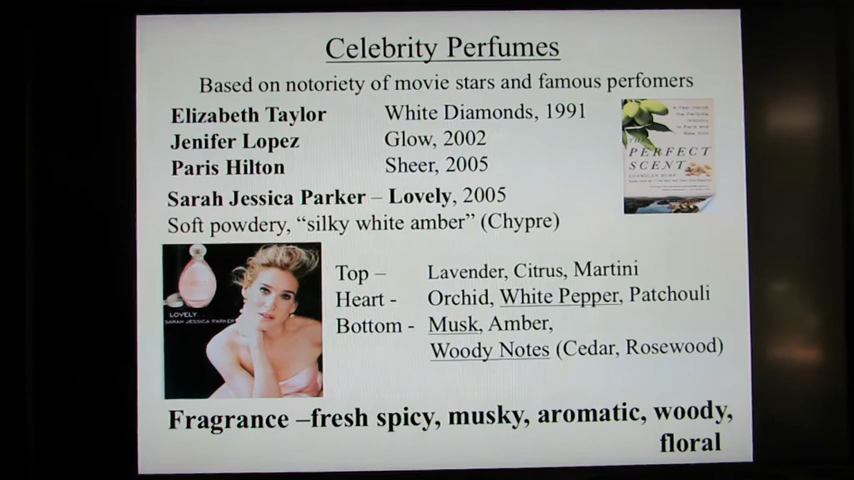 Celebrity Perfumes
Based on notoriety of movie stars and famous perfomers
Elizabeth Taylor White Diamonds, 1991
Jenifer Lopez Glow, 2002
Paris Hilton Sheer, 2005
THE
PERFECT
SCENT
Sarah Jessica Parker – Lovely, 2005
Soft powdery, “silky white amber” (Chypre)
LOVELY
SARAH JESSICA PARKER
Top – Lavender, Citrus, Martini
Heart - Orchid, White Pepper, Patchouli
Bottom - Musk, Amber,
Woody Notes (Cedar, Rosewood)
Fragrance –fresh spicy, musky, aromatic, woody,
floral